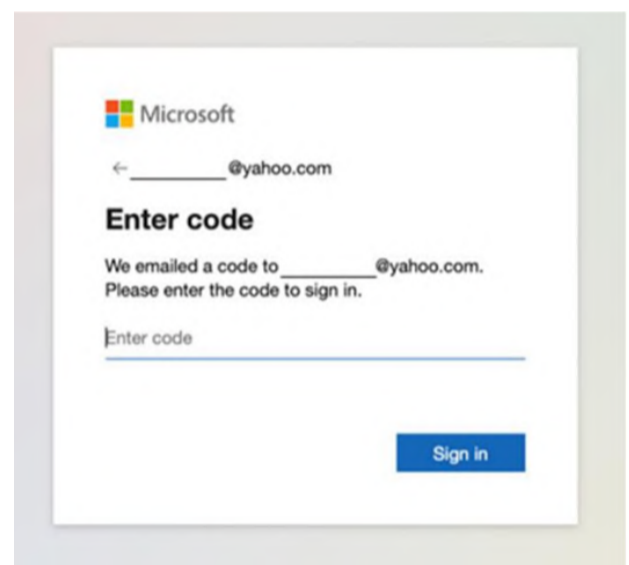 Microsoft
← ________@yahoo.com
Enter code
We emailed a code to ________@yahoo.com.
Please enter the code to sign in.
Enter code
Sign in